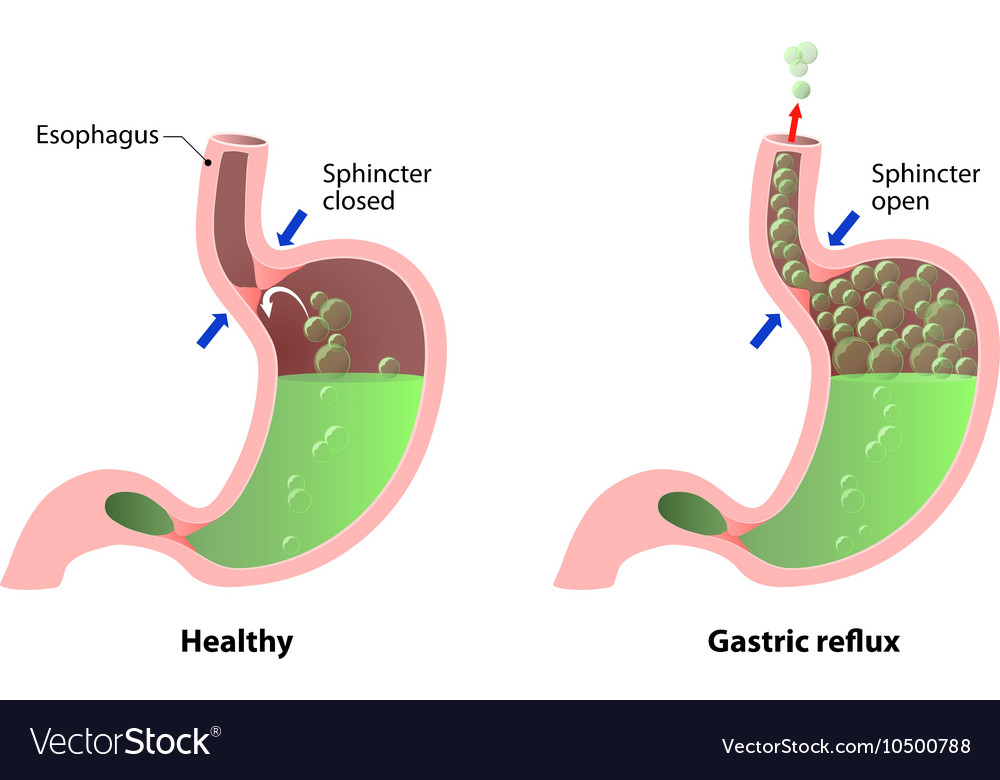 Esophagus
Sphincter
closed
Sphincter
open
Healthy
Gastric reflux
VectorStock®
VectorStock.com/10500788